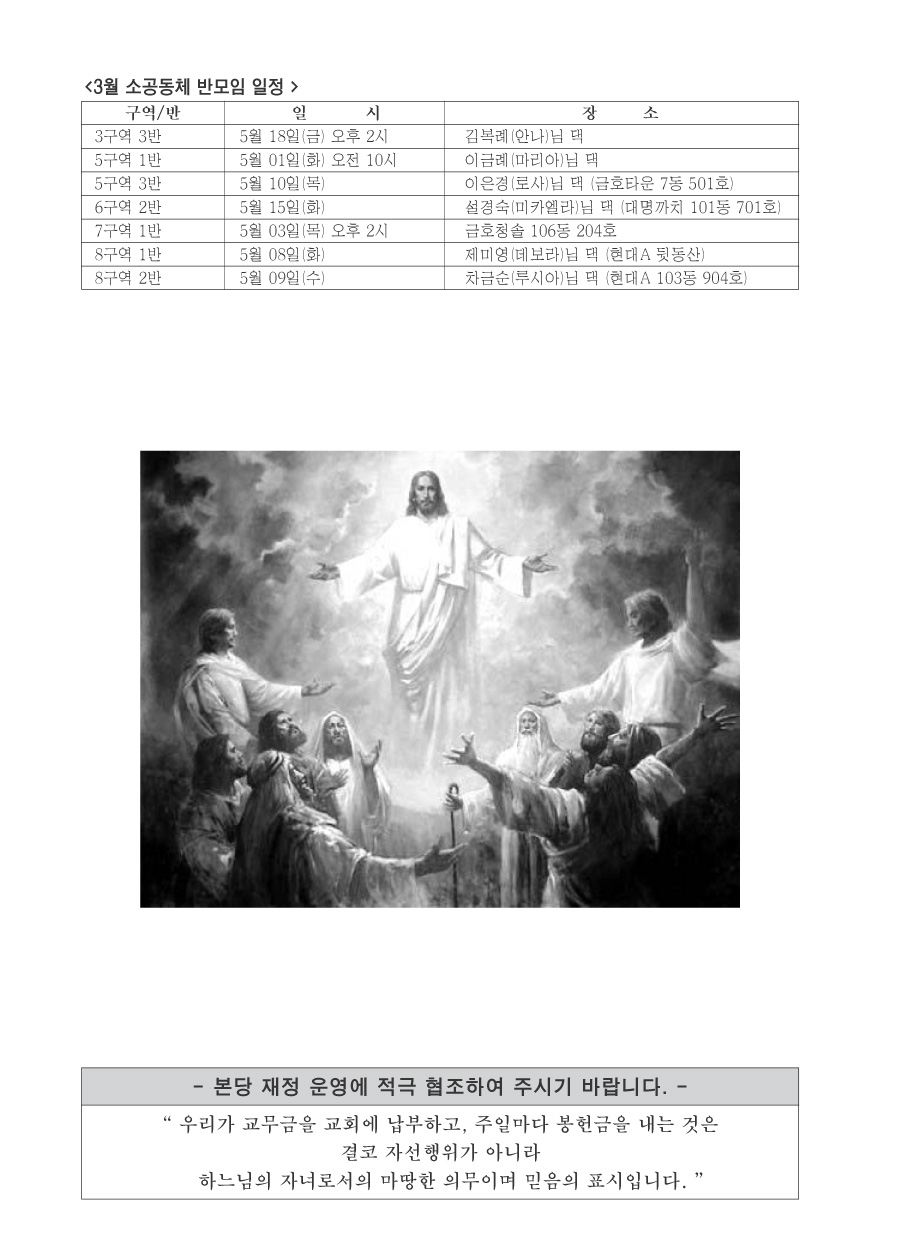 <3월 소공동체 반모임 일정 >
구역/반 일 시 장 소
3구역 3반 5월 18일(금) 오후 2시 김복례(안나)님 댁
5구역 1반 5월 01일(화) 오전 10시 이금례(마리아)님 댁
5구역 3반 5월 10일(목) 이은경(로사)님 댁 (금호타운 7동 501호)
6구역 2반 5월 15일(화) 설경숙(미카엘라)님 댁 (대명까치 101동 701호)
7구역 1반 5월 03일(목) 오후 2시 금호청솔 106동 204호
8구역 1반 5월 08일(화) 제미영(데보라)님 댁 (현대A 뒷동산)
8구역 2반 5월 09일(수) 차금순(루시아)님 댁 (현대A 103동 904호)
- 본당 재정 운영에 적극 협조하여 주시기 바랍니다. -
“ 우리가 교무금을 교회에 납부하고, 주일마다 봉헌금을 내는 것은
결코 자선행위가 아니라
하느님의 자녀로서의 마땅한 의무이며 믿음의 표시입니다. ”